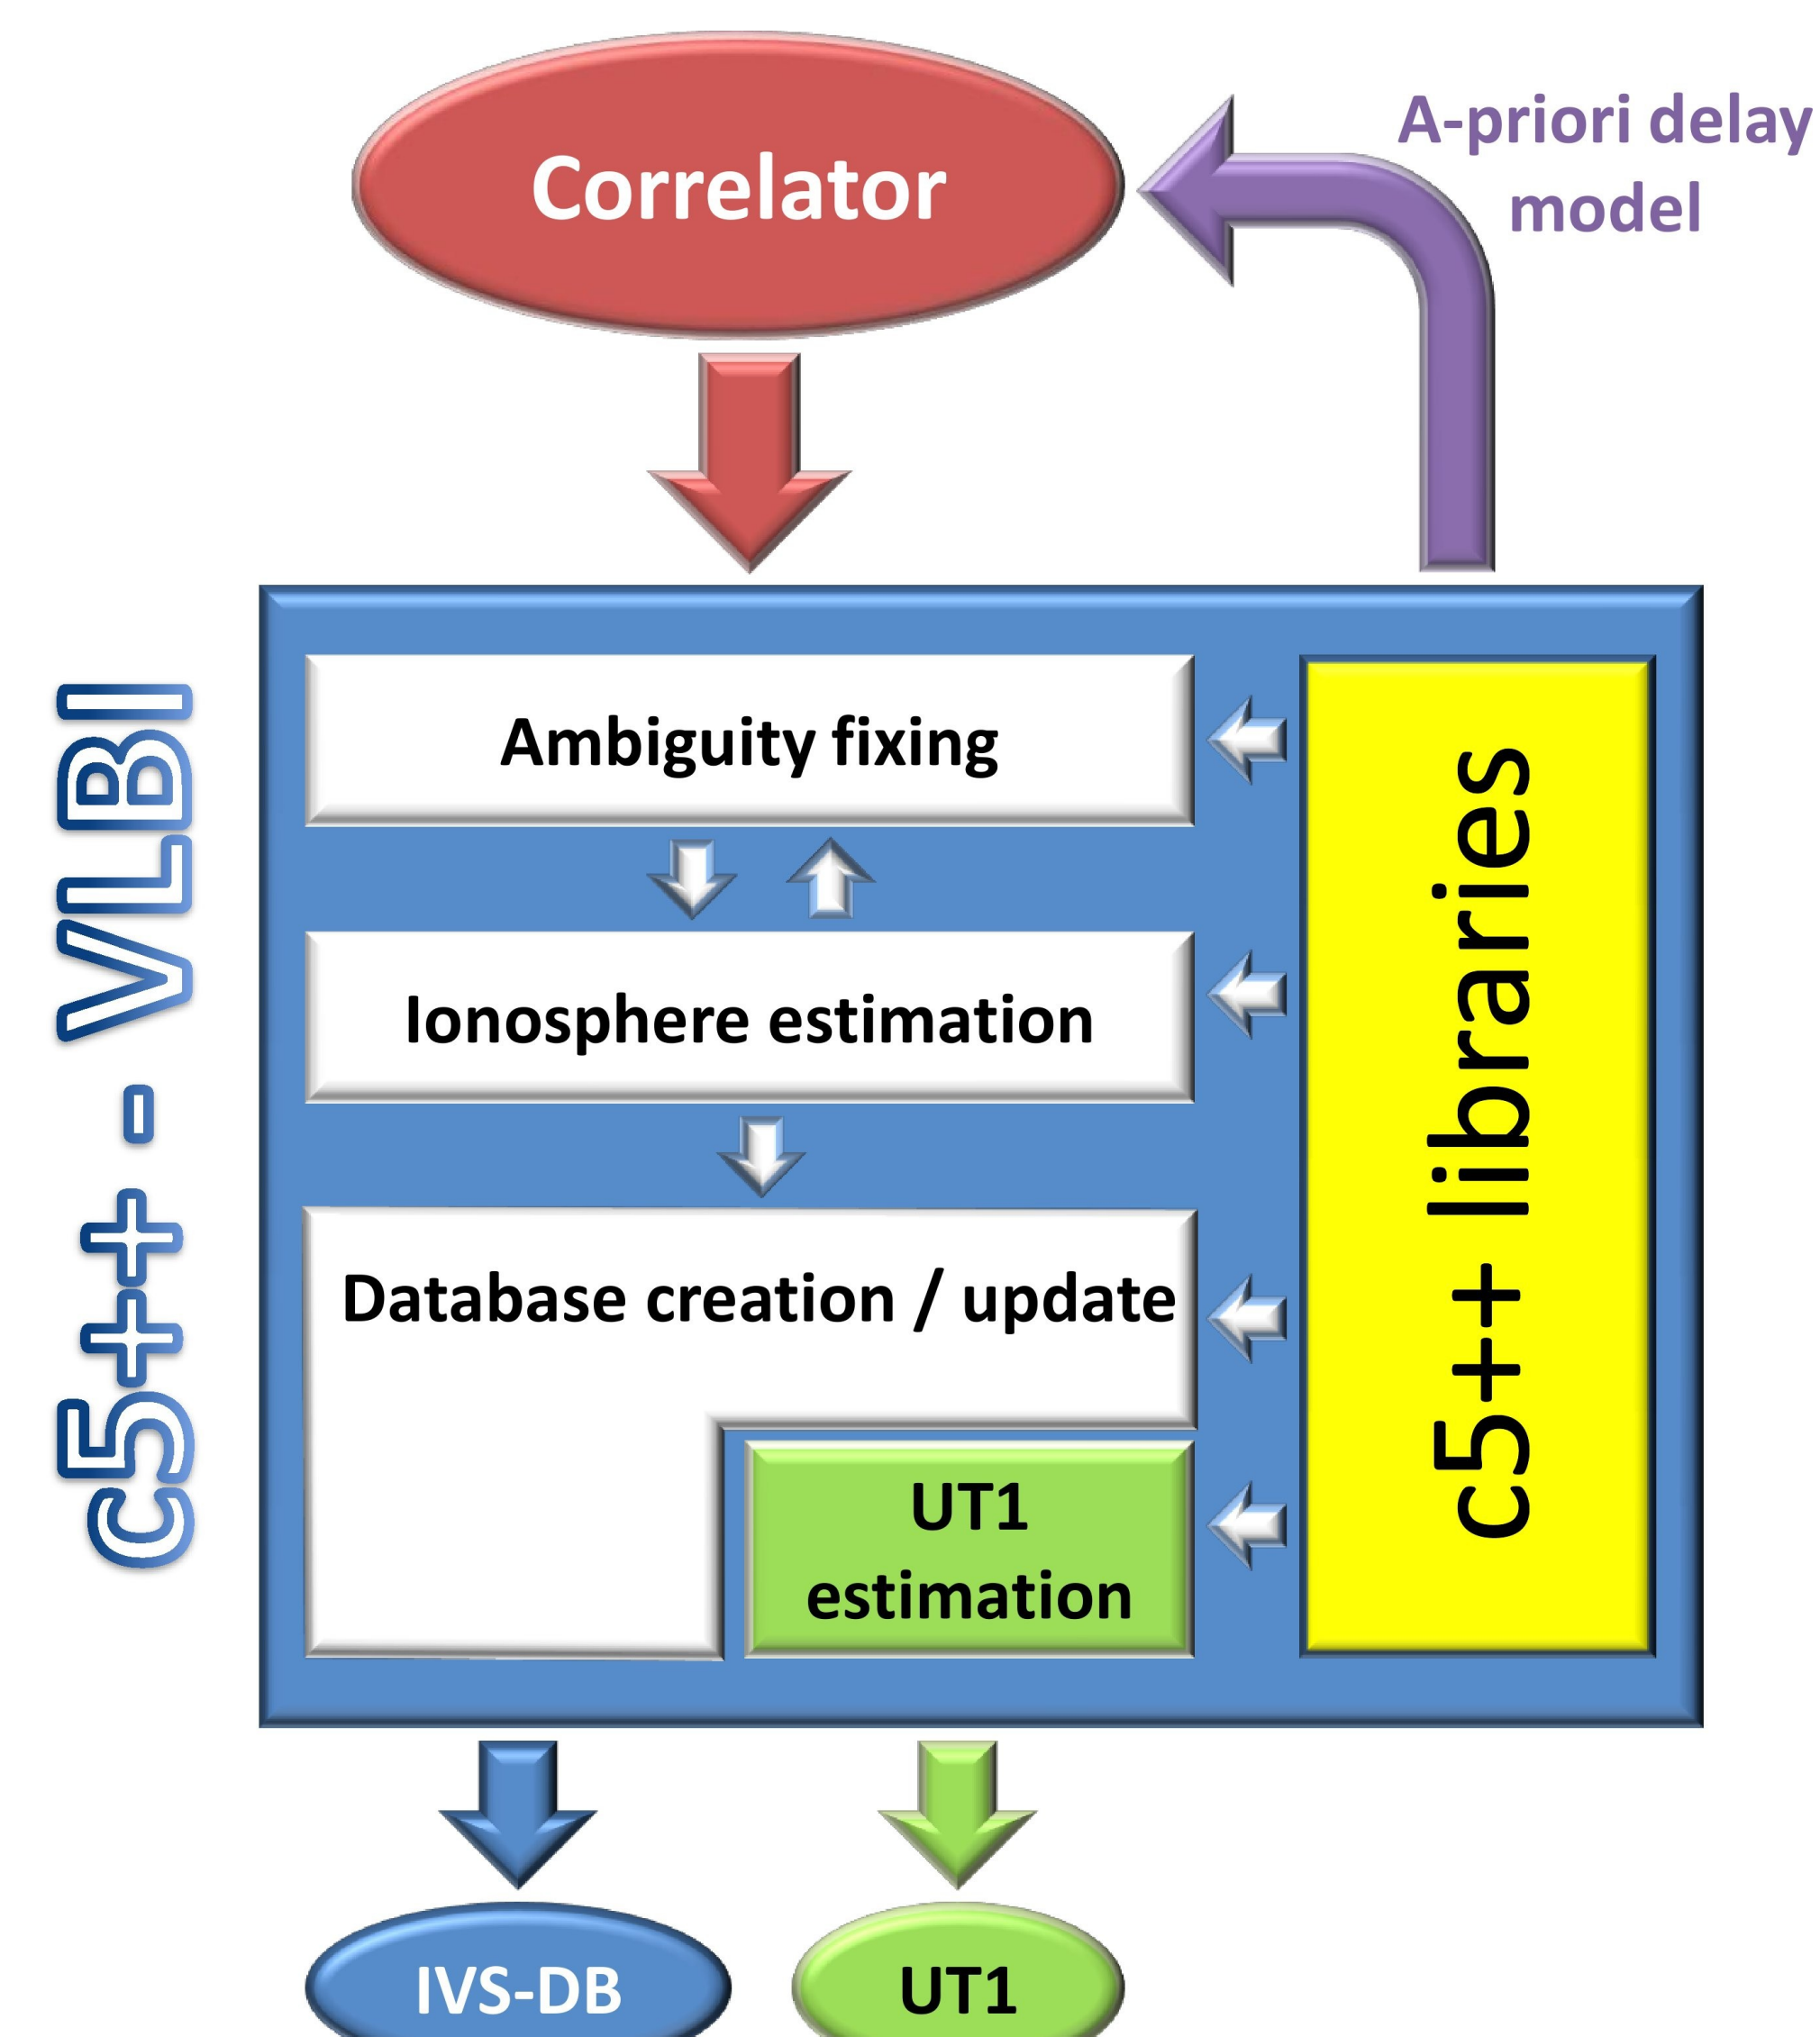 Correlator
A-priori delay
model
c5++ - VLBI
Ambiguity fixing
Ionosphere estimation
Database creation / update
UT1
estimation
c5++ libraries
IVS-DB
UT1